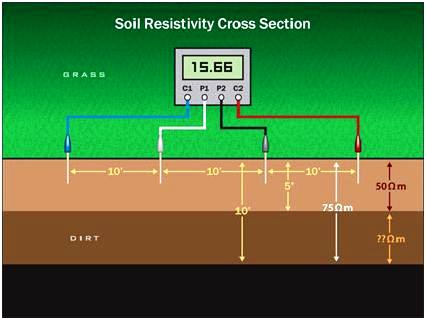 Soil Resistivity Cross Section
15.66
C1 P1 P2 C2
GRASS
10' 10' 10'
5'
50Ωm
10'
75Ωm
DIRT
??Ωm